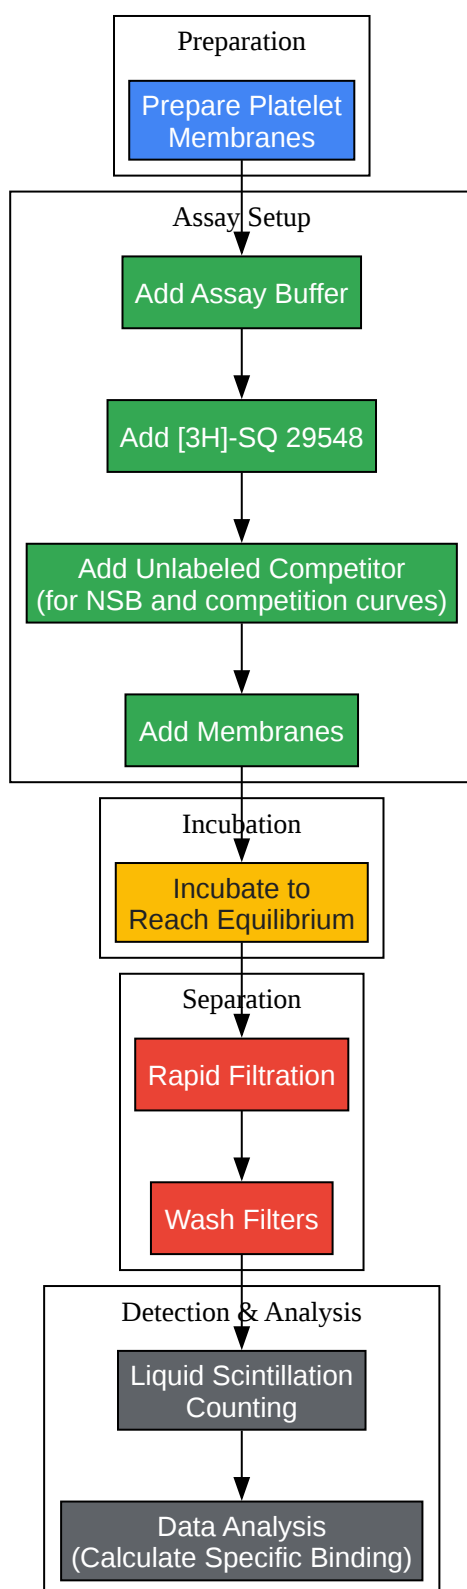 Preparation
Prepare Platelet
Membranes
Assay Setup
Add Assay Buffer
Add [3H]-SQ 29548
Add Unlabeled Competitor
(for NSB and competition curves)
Add Membranes
Incubation
Incubate to
Reach Equilibrium
Separation
Rapid Filtration
Wash Filters
Detection & Analysis
Liquid Scintillation
Counting
Data Analysis
(Calculate Specific Binding)